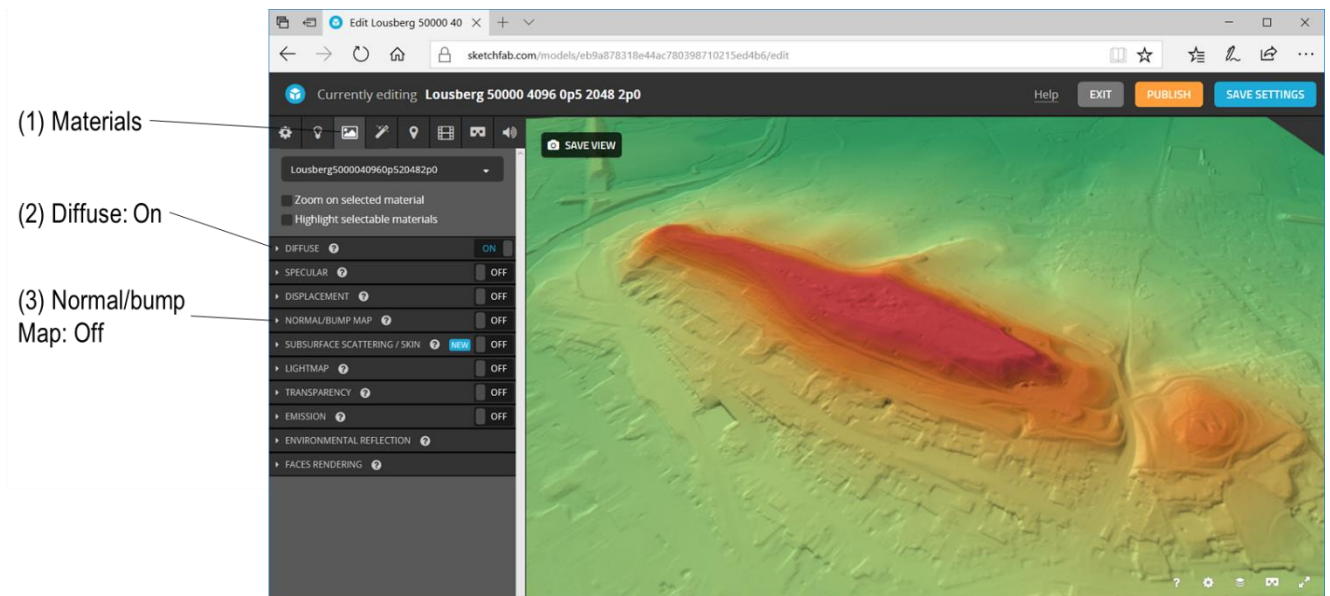 Edit Lousberg 50000 40
sketchfab.com/models/eb9a878318e44ac780398710215ed4b6/edit
Currently editing Lousberg 50000 4096 0p5 2048 2p0
Help
EXIT
PUBLISH
SAVE SETTINGS
(1) Materials
SAVE VIEW
Lousberg5000040960p520482p0
Zoom on selected material
(2) Diffuse: On
Highlight selectable materials
DIFFUSE ? ON
SPECULAR ? OFF
(3) Normal/bump
Map: Off
DISPLACEMENT ? OFF
NORMAL/BUMP MAP ? OFF
SUBSURFACE SCATTERING / SKIN ? NEW OFF
LIGHTMAP ? OFF
TRANSPARENCY ? OFF
EMISSION ? OFF
ENVIRONMENTAL REFLECTION ?
FACES RENDERING ?
?